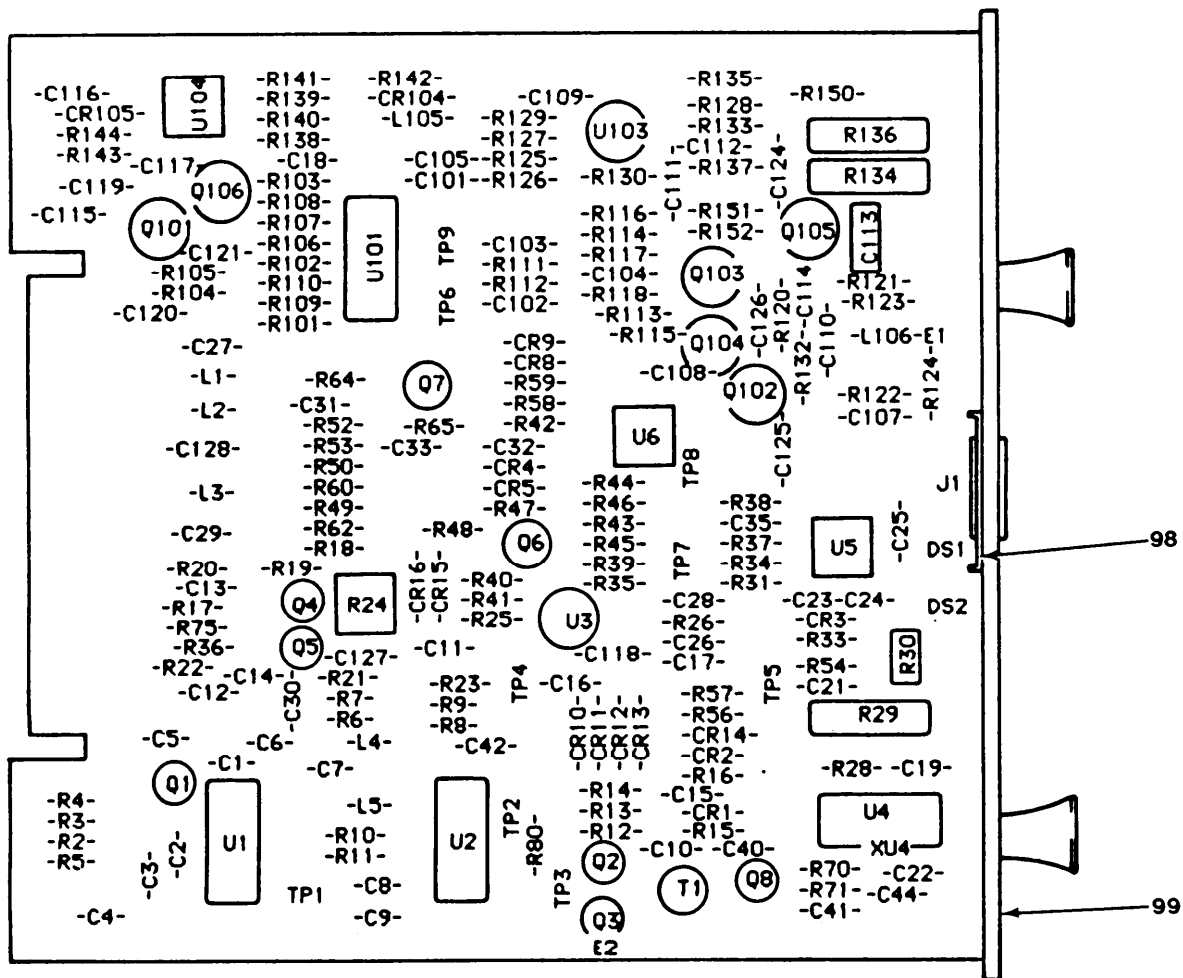 -C116-
-CR105-
-R144-
-R143-
-C117-
-C119-
-C115-
U104
Q106
Q10
-C121-
-R105-
-R104-
-C120-
-R141-
-R139-
-R140-
-R138-
-C18-
-R103-
-R108-
-R107-
-R106-
-R102-
-R110-
-R109-
-R101-
-R142-
-CR104-
-L105-
U101
-C105-
-C101-
TP9
TP6
-C109-
-R129-
-R127-
-R125-
-R126-
-C103-
-R111-
-R112-
-C102-
U103
-R130-
-R116-
-R114-
-R117-
-C104-
-R118-
-R113-
-R115-
-C111-
-R135-
-R128-
-R133-
-C112-
-R137-
-R151-
-R152-
Q103
Q104
-C108-
-C124-
-R150-
R136
R134
Q105
C113
-R121-
-R123-
-C126-
-R120-
-C114-
-R132-
-C110-
-L106-E1
Q102
-R122-
-C107-
-R124-
-C125-
-C27-
-L1-
-L2-
-C128-
-L3-
-C29-
-R64-
-C31-
-R52-
-R53-
-R50-
-R60-
-R49-
-R62-
-R18-
Q7
-R65-
-C33-
-CR9-
-CR8-
-R59-
-R58-
-R42-
-C32-
-CR4-
-CR5-
-R47-
-R48-
Q6
U6
TP8
-R44-
-R46-
-R43-
-R45-
-R39-
-R35-
TP7
-R38-
-C35-
-R37-
-R34-
-R31-
U5
-C25-
J1
DS1
98
DS2
-R20-
-C13-
-R17-
-R75-
-R36-
-R22-
-C12-
-C14-
-R19-
Q4
Q5
R24
-C127-
-C30-
-R21-
-R7-
-R6-
-CR16-
-CR15-
-R40-
-R41-
-R25-
-C11-
-R23-
-R9-
-R8-
TP4
U3
-C118-
-C16-
-C28-
-R26-
-C26-
-C17-
-C23-C24-
-CR3-
-R33-
-R54-
-C21-
R30
TP5
R29
-CR10-
-CR11-
-CR12-
-CR13-
-R57-
-R56-
-CR14-
-CR2-
-R16-
-C15-
-CR1-
-R15-
-C5-
-C6-
-C1-
-L4-
-C7-
-C42-
Q1
-R4-
-R3-
-R2-
-R5-
-C3-
-C2-
-C4-
U1
TP1
-L5-
-R10-
-R11-
-C8-
-C9-
U2
TP2
-R80-
TP3
-R14-
-R13-
-R12-
Q2
Q3
E2
-C10-
-C40-
T1
Q8
-R28-
-C19-
U4
XU4
-R70-
-R71-
-C41-
-C22-
-C44-
99